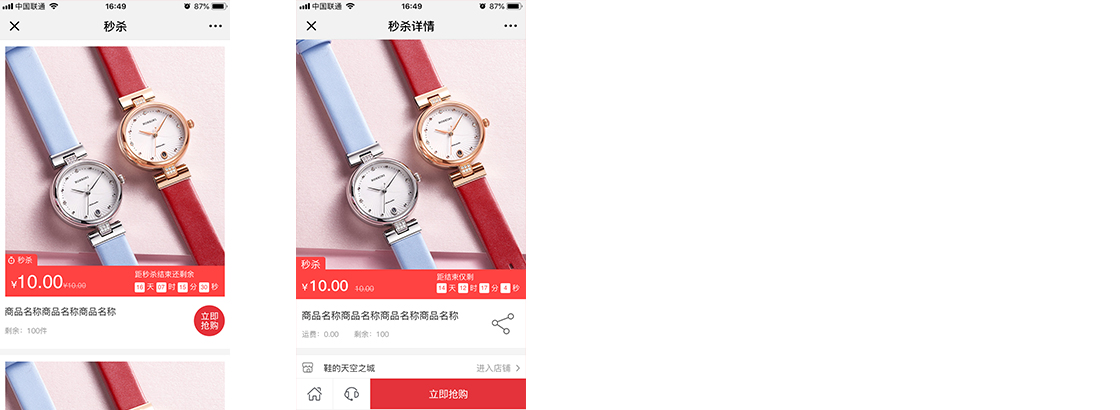 中国联通 16:49 87%
秒杀
秒杀
¥10.00 ¥10.00
距秒杀结束还剩余
16 天 07 时 15 分 30 秒
商品名称商品名称商品名称
剩余：100件
立即
抢购
中国联通 16:49 87%
秒杀详情
秒杀
¥10.00 10.00
距结束仅剩
14 天 12 时 17 分 4 秒
商品名称商品名称商品名称商品名称
运费：0.00 剩余：100
鞋的天空之城 进入店铺
立即抢购